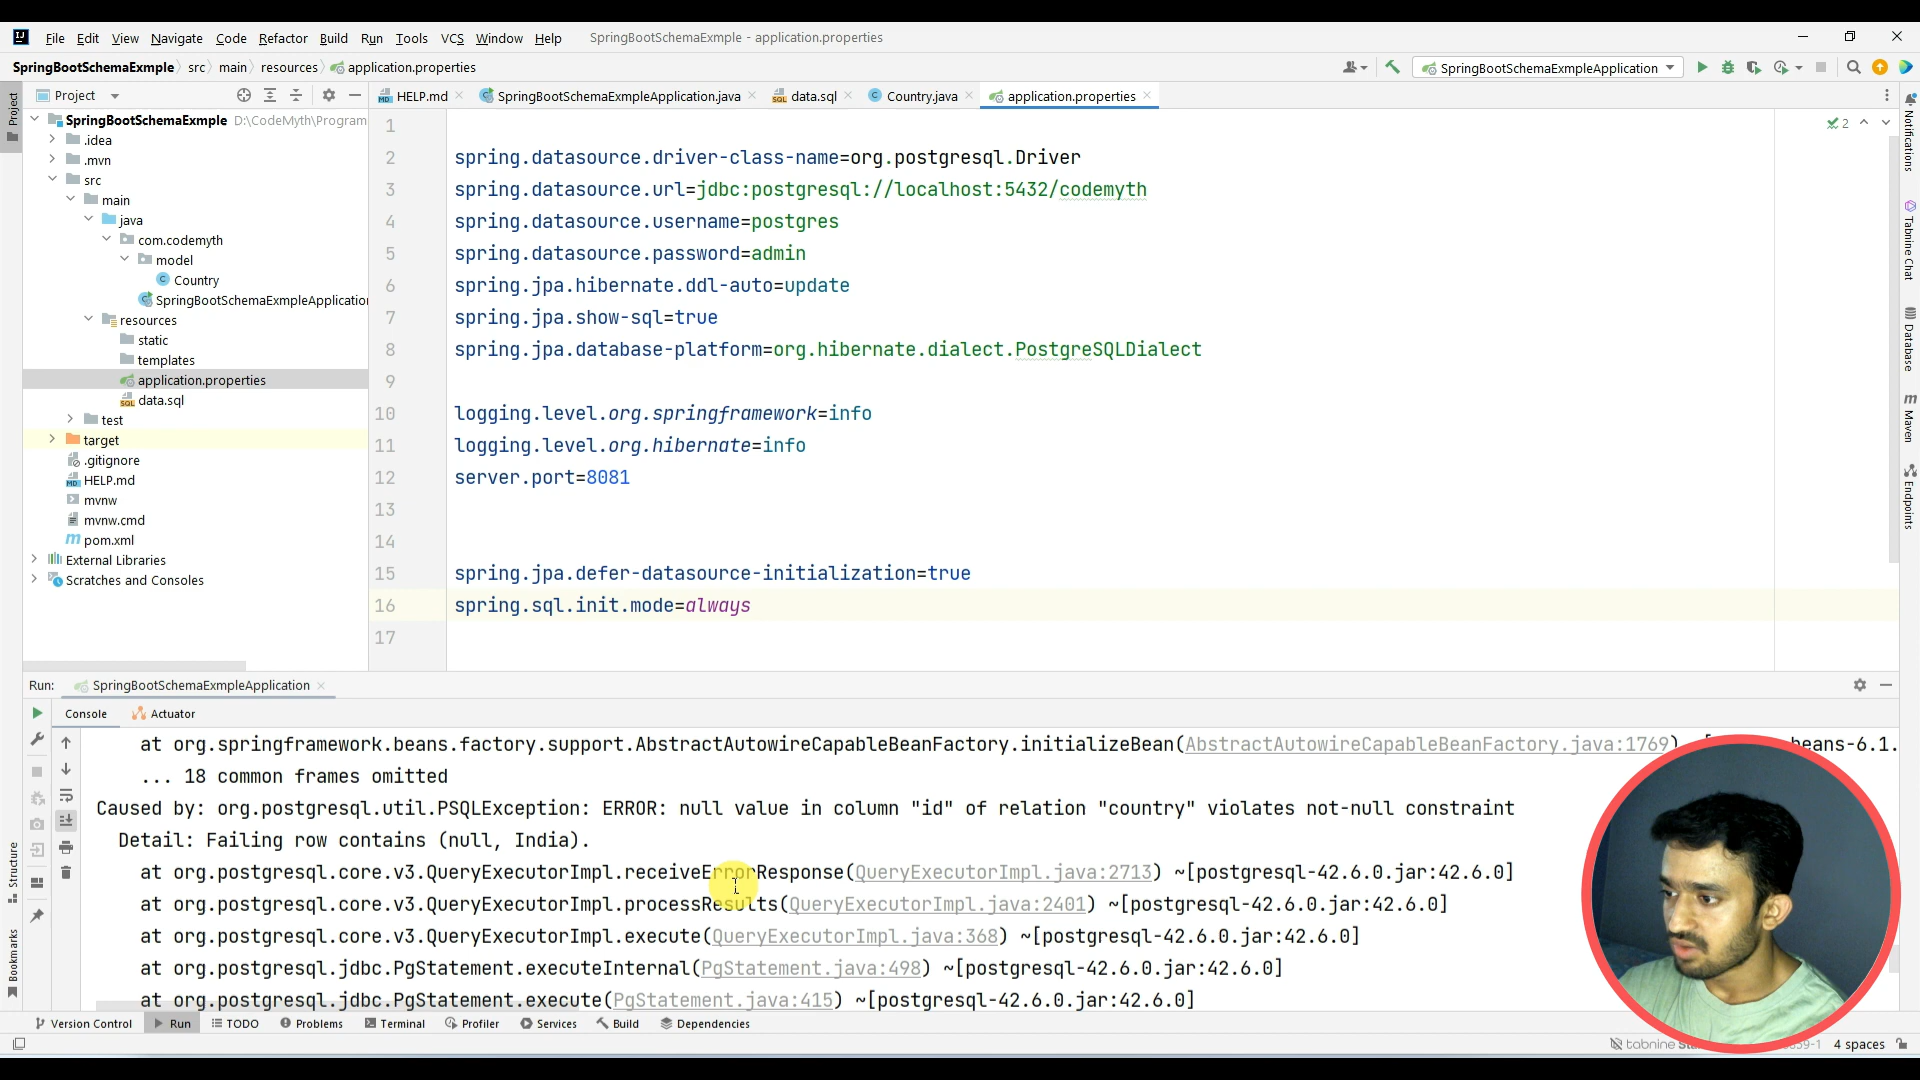 File Edit View Navigate Code Refactor Build Run Tools VCS Window Help SpringBootSchemaExmple - application.properties
SpringBootSchemaExmple src main resources application.properties
SpringBootSchemaExmpleApplication
Project
HELP.md
SpringBootSchemaExmpleApplication.java
data.sql
Country.java
application.properties
Project
SpringBootSchemaExmple D:\CodeMyth\Program
.idea
.mvn
src
main
java
com.codemyth
model
Country
SpringBootSchemaExmpleApplication
resources
static
templates
application.properties
data.sql
test
target
.gitignore
HELP.md
mvnw
mvnw.cmd
pom.xml
External Libraries
Scratches and Consoles
1
2 spring.datasource.driver-class-name=org.postgresql.Driver
3 spring.datasource.url=jdbc:postgresql://localhost:5432/codemyth
4 spring.datasource.username=postgres
5 spring.datasource.password=admin
6 spring.jpa.hibernate.ddl-auto=update
7 spring.jpa.show-sql=true
8 spring.jpa.database-platform=org.hibernate.dialect.PostgreSQLDialect
9
10 logging.level.org.springframework=info
11 logging.level.org.hibernate=info
12 server.port=8081
13
14
15 spring.jpa.defer-datasource-initialization=true
16 spring.sql.init.mode=always
17
2
Notifications
Tabnine Chat
Database
Maven
Endpoints
Run: SpringBootSchemaExmpleApplication
Console Actuator
at org.springframework.beans.factory.support.AbstractAutowireCapableBeanFactory.initializeBean(AbstractAutowireCapableBeanFactory.java:1769) beans-6.1.
... 18 common frames omitted
Caused by: org.postgresql.util.PSQLException: ERROR: null value in column "id" of relation "country" violates not-null constraint
Detail: Failing row contains (null, India).
at org.postgresql.core.v3.QueryExecutorImpl.receiveErrorResponse(QueryExecutorImpl.java:2713) ~[postgresql-42.6.0.jar:42.6.0]
at org.postgresql.core.v3.QueryExecutorImpl.processResults(QueryExecutorImpl.java:2401) ~[postgresql-42.6.0.jar:42.6.0]
at org.postgresql.core.v3.QueryExecutorImpl.execute(QueryExecutorImpl.java:368) ~[postgresql-42.6.0.jar:42.6.0]
at org.postgresql.jdbc.PgStatement.executeInternal(PgStatement.java:498) ~[postgresql-42.6.0.jar:42.6.0]
at org.postgresql.jdbc.PgStatement.execute(PgStatement.java:415) ~[postgresql-42.6.0.jar:42.6.0]
Structure
Bookmarks
Version Control Run TODO Problems Terminal Profiler Services Build Dependencies
tabnine
4 spaces